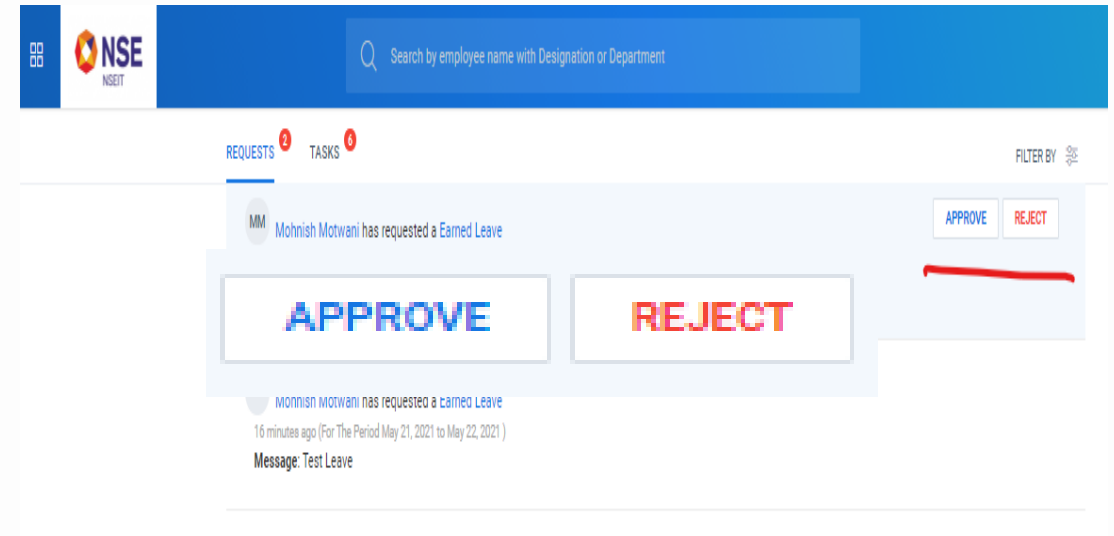 NSE
NSEIT
Search by employee name with Designation or Department
REQUESTS 2 TASKS 6
FILTER BY
MM Mohnish Motwani has requested a Earned Leave
APPROVE REJECT
APPROVE REJECT
Mohnish Motwani has requested a Earned Leave
16 minutes ago (For The Period May 21, 2021 to May 22, 2021 )
Message: Test Leave